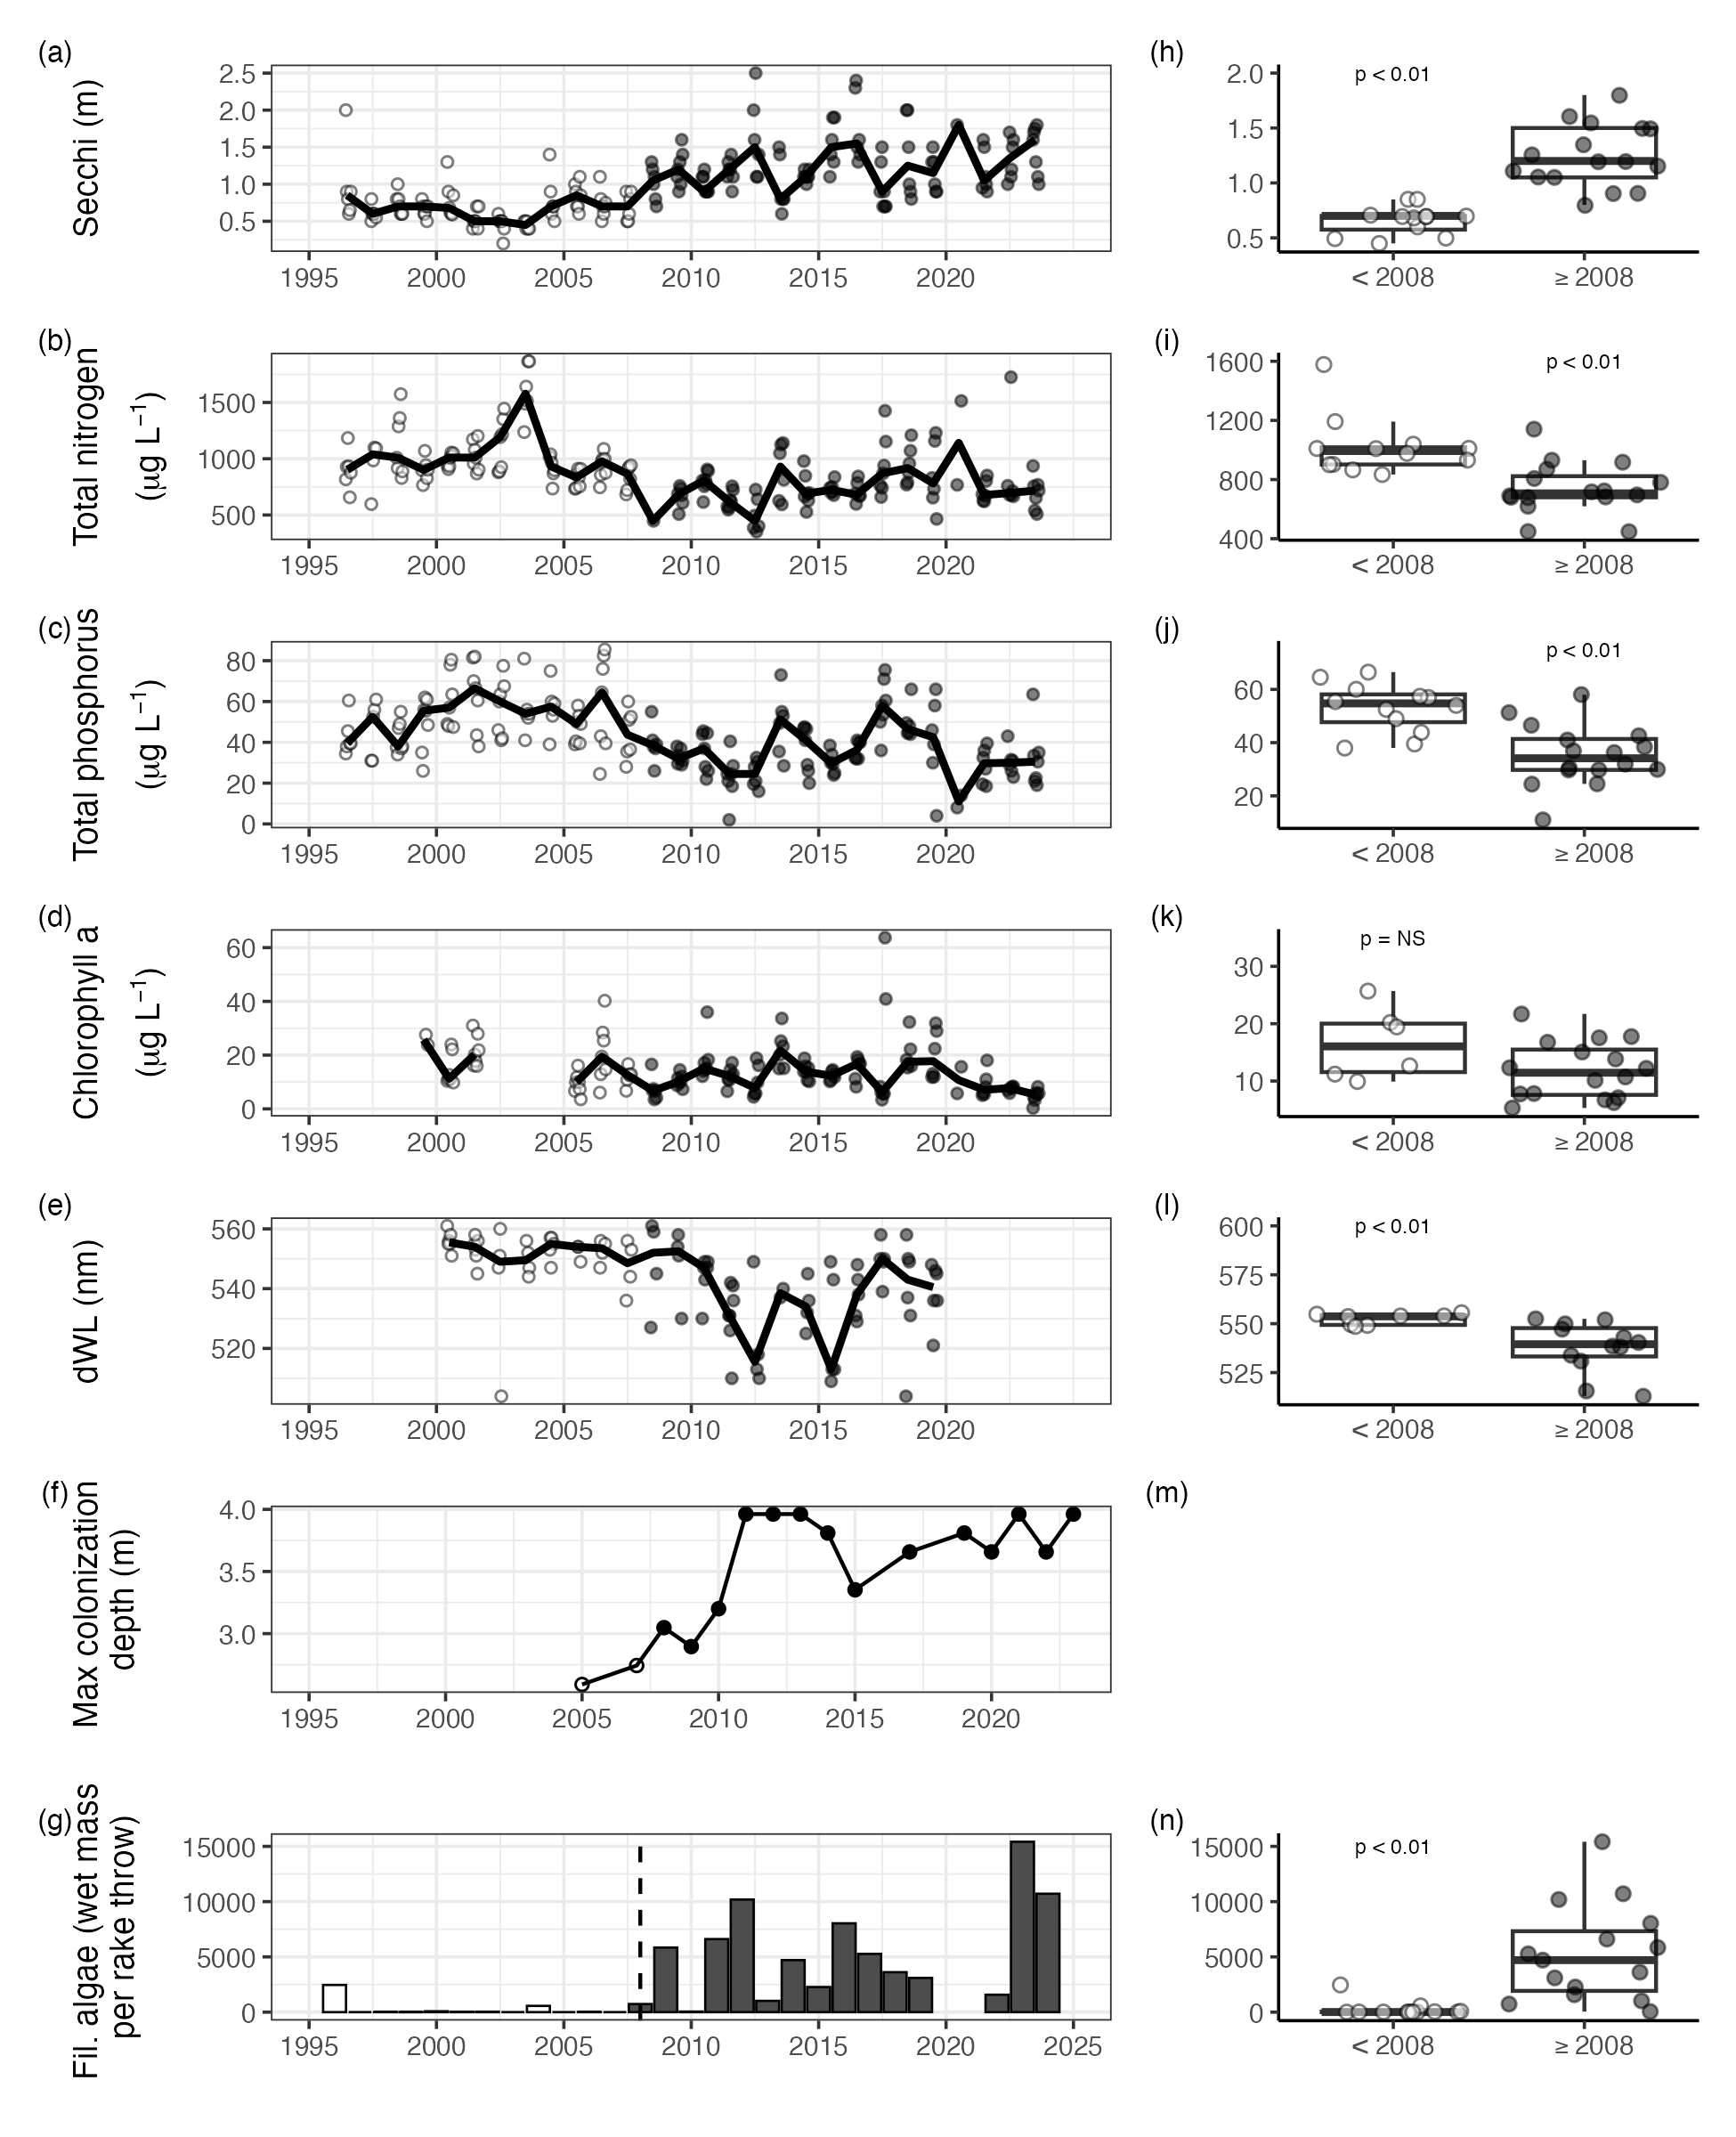 (a)
Secchi (m)
2.5
2.0
1.5
1.0
0.5
1995 2000 2005 2010 2015 2020
(h)
p < 0.01
2.0
1.5
1.0
0.5
< 2008 ≥ 2008
(b)
Total nitrogen
(μg L⁻¹)
1500
1000
500
1995 2000 2005 2010 2015 2020
(i)
p < 0.01
1600
1200
800
400
< 2008 ≥ 2008
(c)
Total phosphorus
(μg L⁻¹)
80
60
40
20
0
1995 2000 2005 2010 2015 2020
(j)
p < 0.01
60
40
20
< 2008 ≥ 2008
(d)
Chlorophyll a
(μg L⁻¹)
60
40
20
0
1995 2000 2005 2010 2015 2020
(k)
p = NS
30
20
10
< 2008 ≥ 2008
(e)
dWL (nm)
560
540
520
1995 2000 2005 2010 2015 2020
(l)
p < 0.01
600
575
550
525
< 2008 ≥ 2008
(f)
Max colonization
depth (m)
4.0
3.5
3.0
1995 2000 2005 2010 2015 2020
(m)
(g)
Fil. algae (wet mass
per rake throw)
15000
10000
5000
0
1995 2000 2005 2010 2015 2020 2025
(n)
p < 0.01
15000
10000
5000
0
< 2008 ≥ 2008